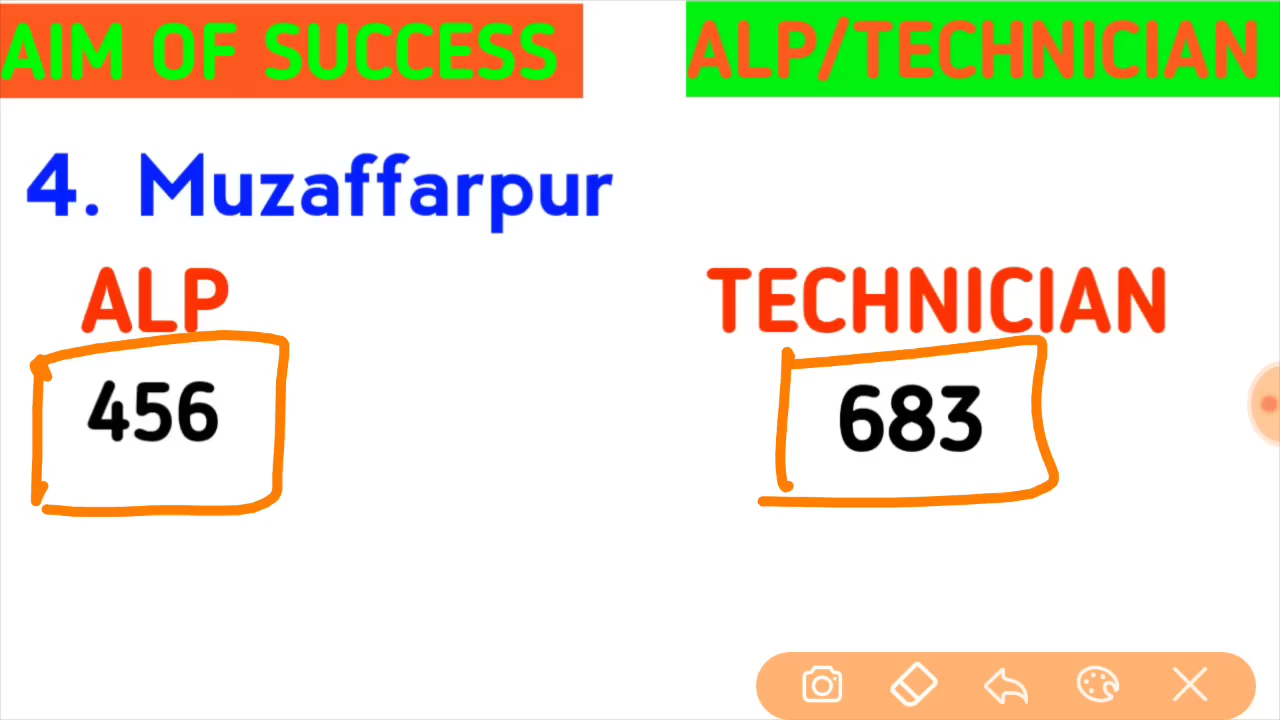 AIM OF SUCCESS
ALP/TECHNICIAN
4. Muzaffarpur
ALP
TECHNICIAN
456
683